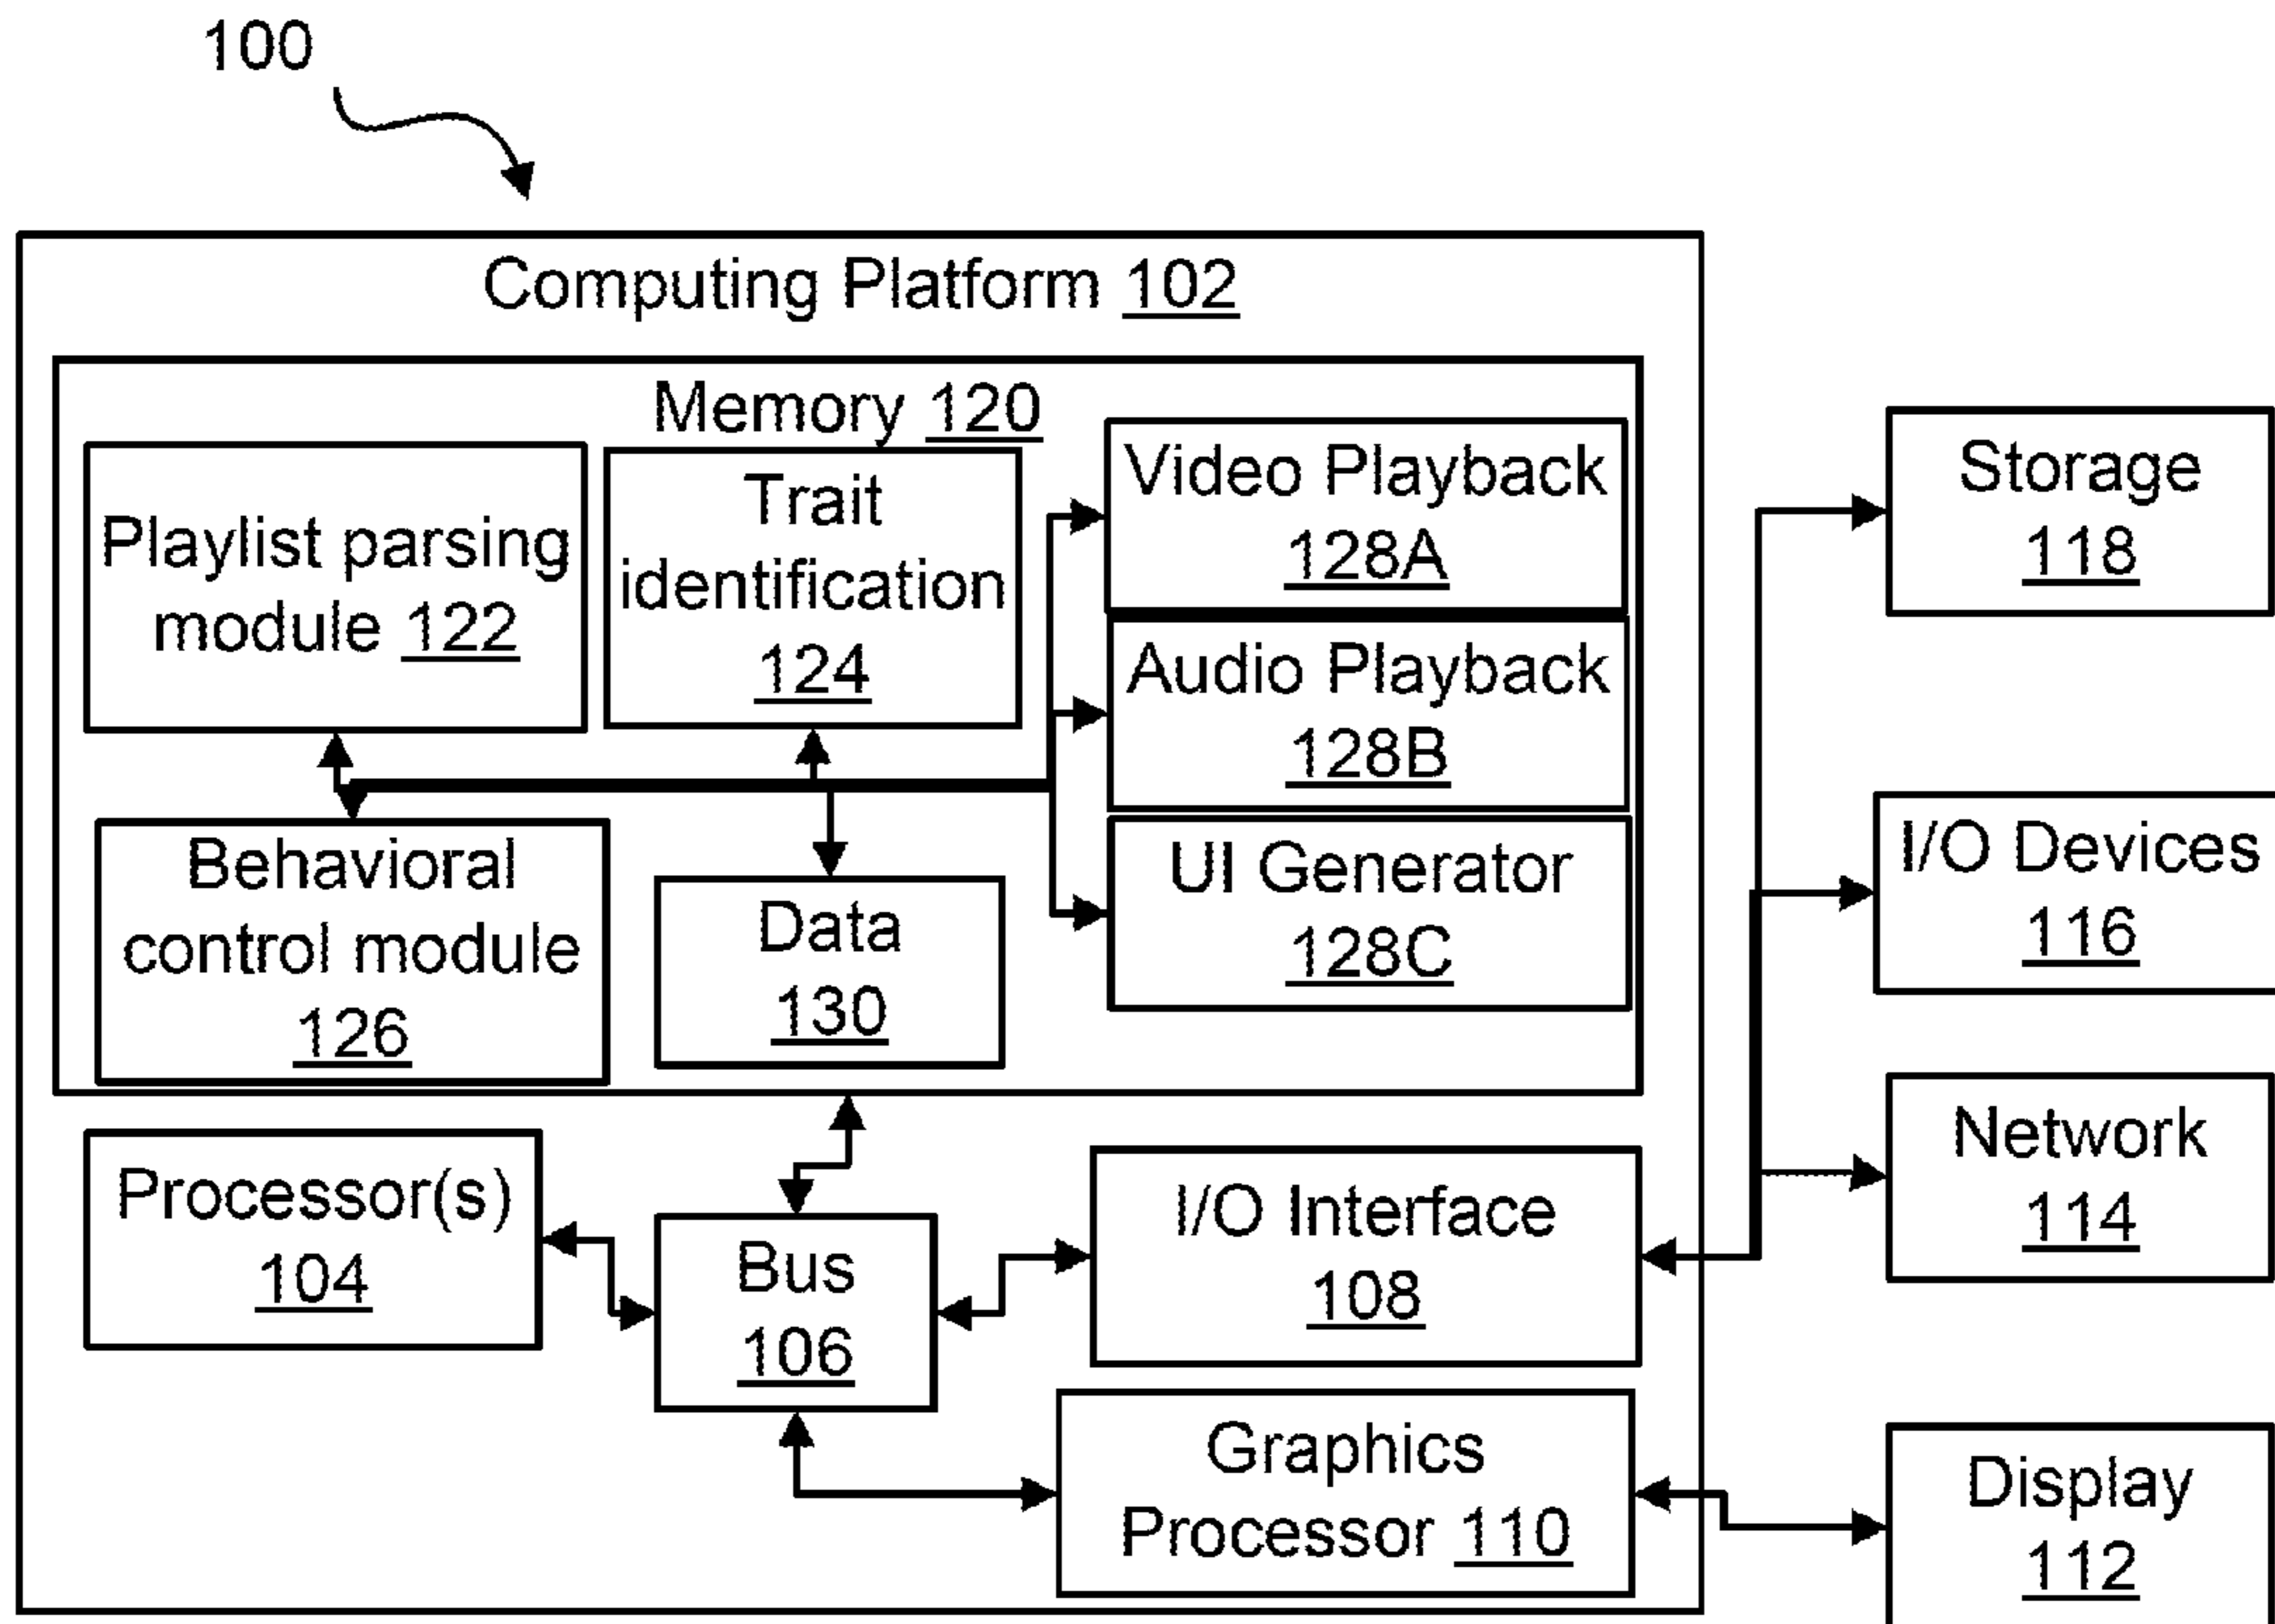 100
Computing Platform 102
Memory 120
Playlist parsing
module 122
Trait
identification
124
Video Playback
128A
Audio Playback
128B
UI Generator
128C
Behavioral
control module
126
Data
130
Storage
118
I/O Devices
116
Network
114
Processor(s)
104
Bus
106
I/O Interface
108
Graphics
Processor 110
Display
112